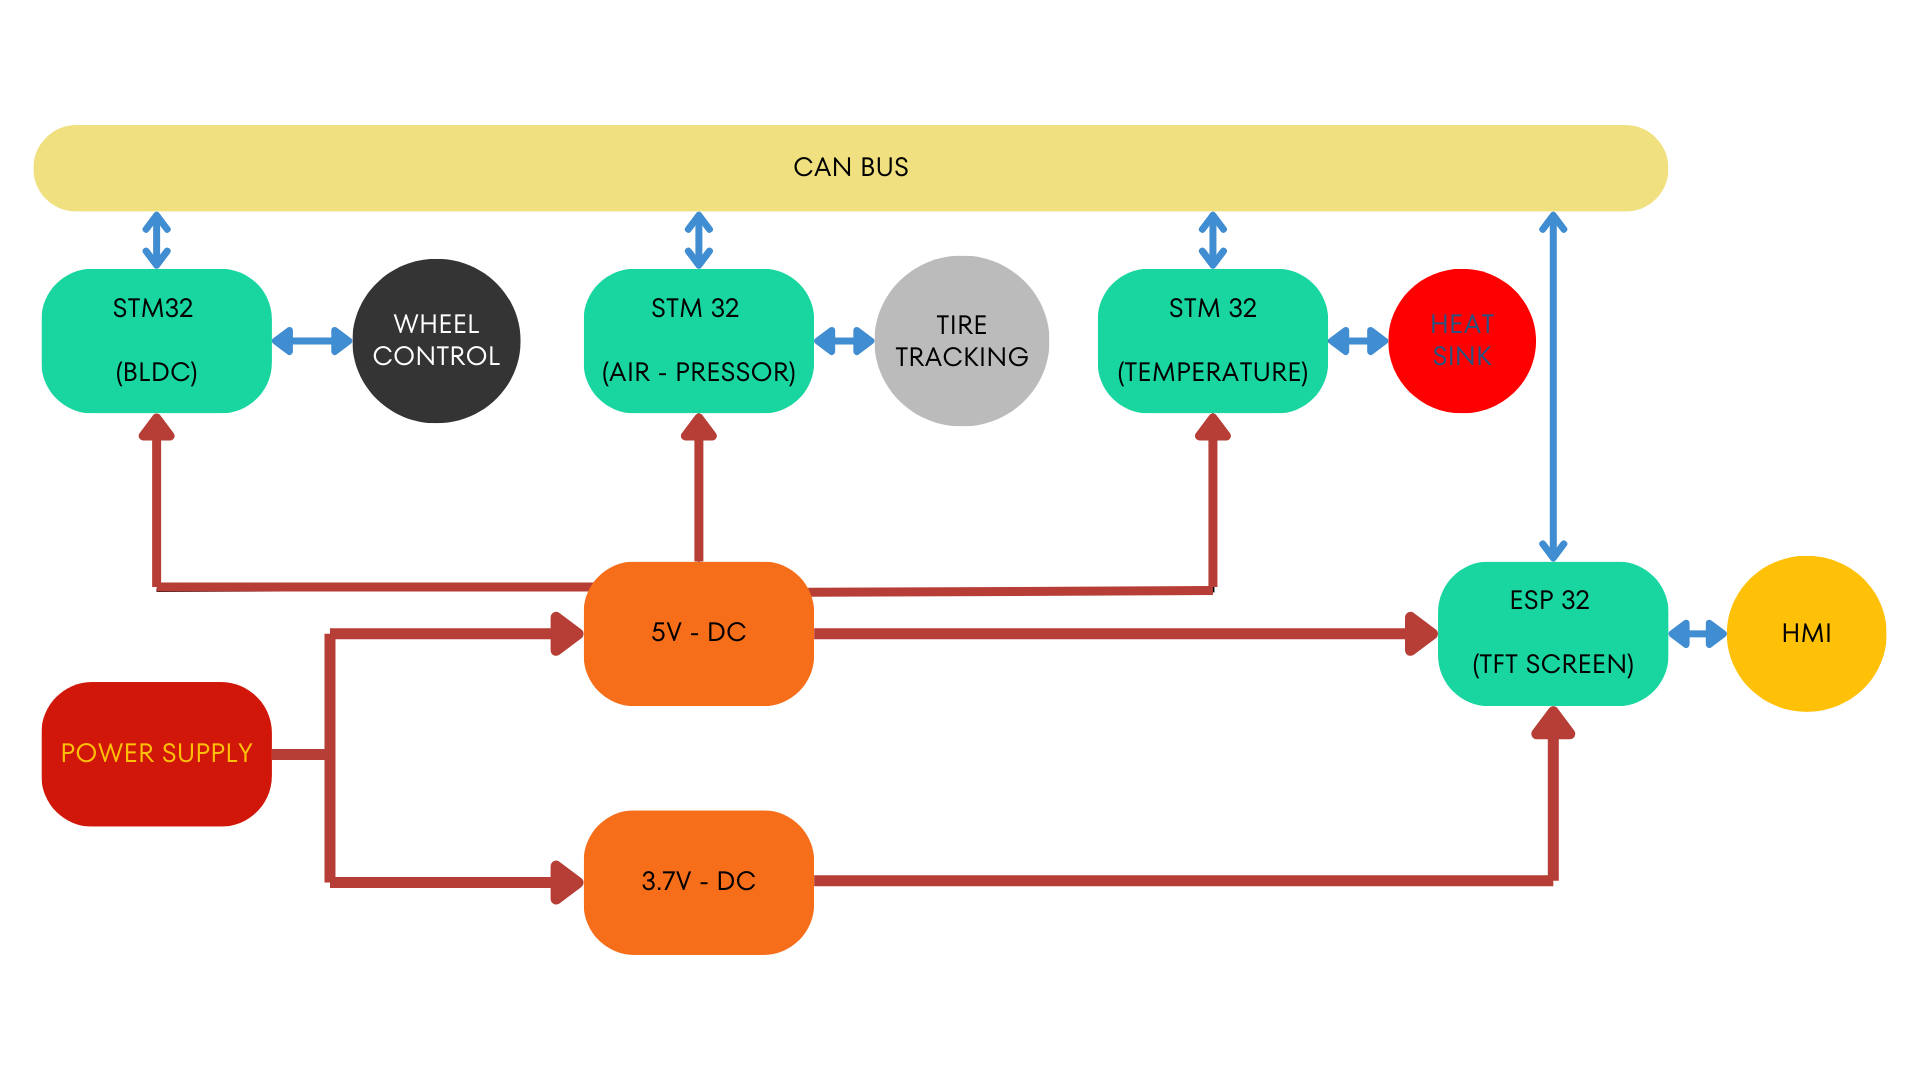 CAN BUS
STM32
(BLDC)
WHEEL
CONTROL
STM 32
(AIR - PRESSOR)
TIRE
TRACKING
STM 32
(TEMPERATURE)
HEAT
SINK
5V - DC
ESP 32
(TFT SCREEN)
HMI
POWER SUPPLY
3.7V - DC